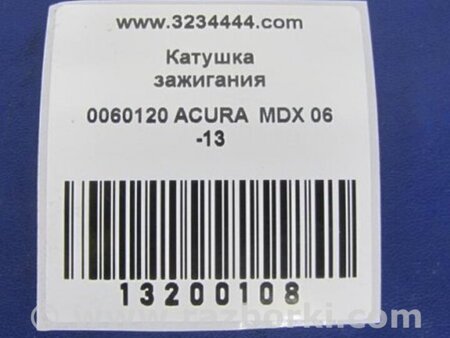 www.3234444.com
Катушка
зажигания
0060120 ACURA MDX 06
-13
13200108
© www.razborki.com